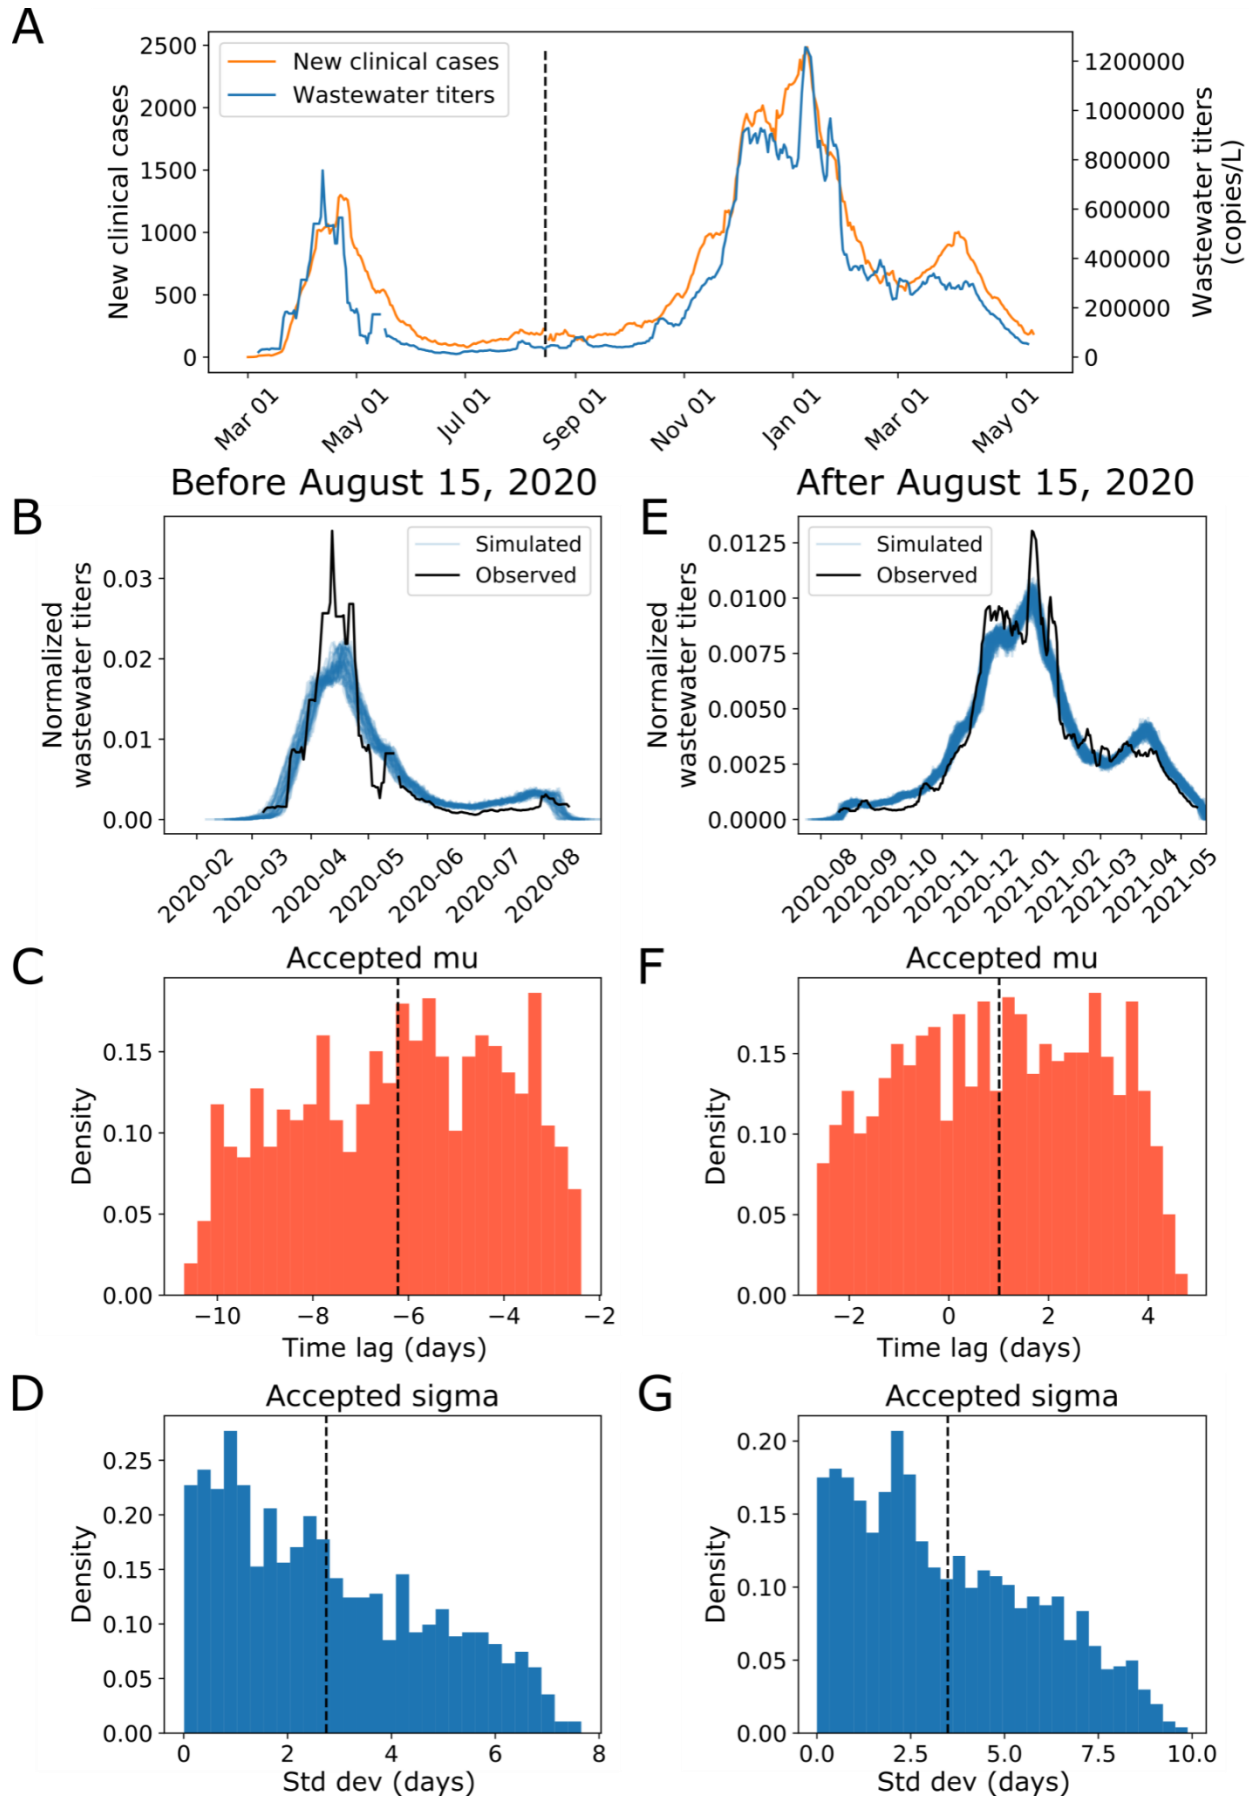 A
New clinical cases
Wastewater titers
2500
2000
1500
1000
500
0
New clinical cases
1200000
1000000
800000
600000
400000
200000
0
Wastewater titers
(copies/L)
Mar 01
May 01
Jul 01
Sep 01
Nov 01
Jan 01
Mar 01
May 01
Before August 15, 2020
After August 15, 2020
B
Simulated
Observed
0.03
0.02
0.01
0.00
Normalized
wastewater titers
2020-02
2020-03
2020-04
2020-05
2020-06
2020-07
2020-08
E
Simulated
Observed
0.0125
0.0100
0.0075
0.0050
0.0025
0.0000
Normalized
wastewater titers
2020-08
2020-09
2020-10
2020-11
2020-12
2021-01
2021-02
2021-03
2021-04
2021-05
C
Accepted mu
0.15
0.10
0.05
0.00
Density
−10
−8
−6
−4
−2
Time lag (days)
F
Accepted mu
0.15
0.10
0.05
0.00
Density
−2
0
2
4
Time lag (days)
D
Accepted sigma
0.25
0.20
0.15
0.10
0.05
0.00
Density
0
2
4
6
8
Std dev (days)
G
Accepted sigma
0.20
0.15
0.10
0.05
0.00
Density
0.0
2.5
5.0
7.5
10.0
Std dev (days)